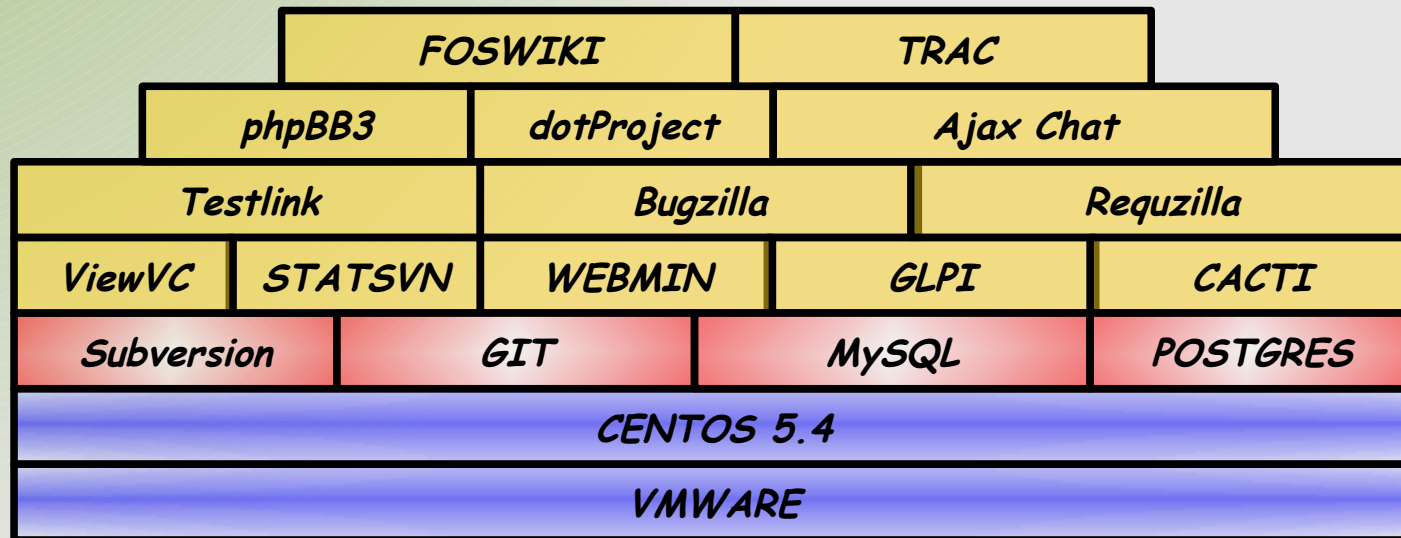 FOSWIKI TRAC
phpBB3 dotProject Ajax Chat
Testlink Bugzilla Requzilla
ViewVC STATSVN WEBMIN GLPI CACTI
Subversion GIT MySQL POSTGRES
CENTOS 5.4
VMWARE